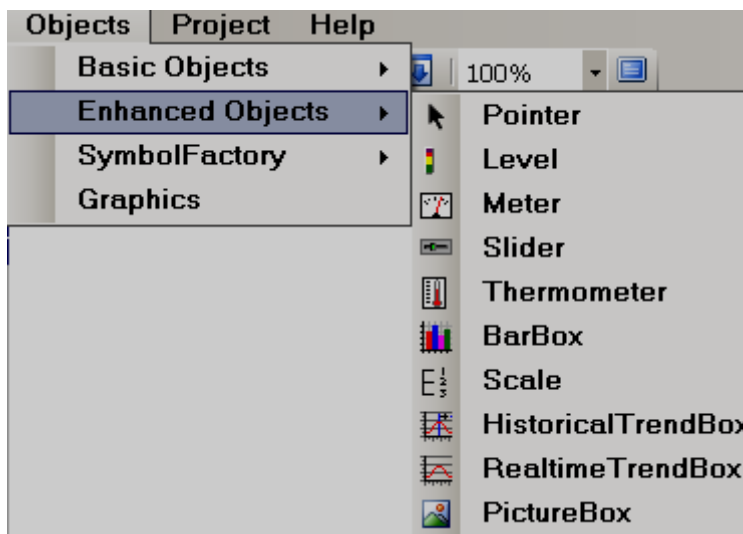 Objects Project Help
Basic Objects
100%
Enhanced Objects
SymbolFactory
Graphics
Pointer
Level
Meter
Slider
Thermometer
BarBox
Scale
HistoricalTrendBox
RealtimeTrendBox
PictureBox